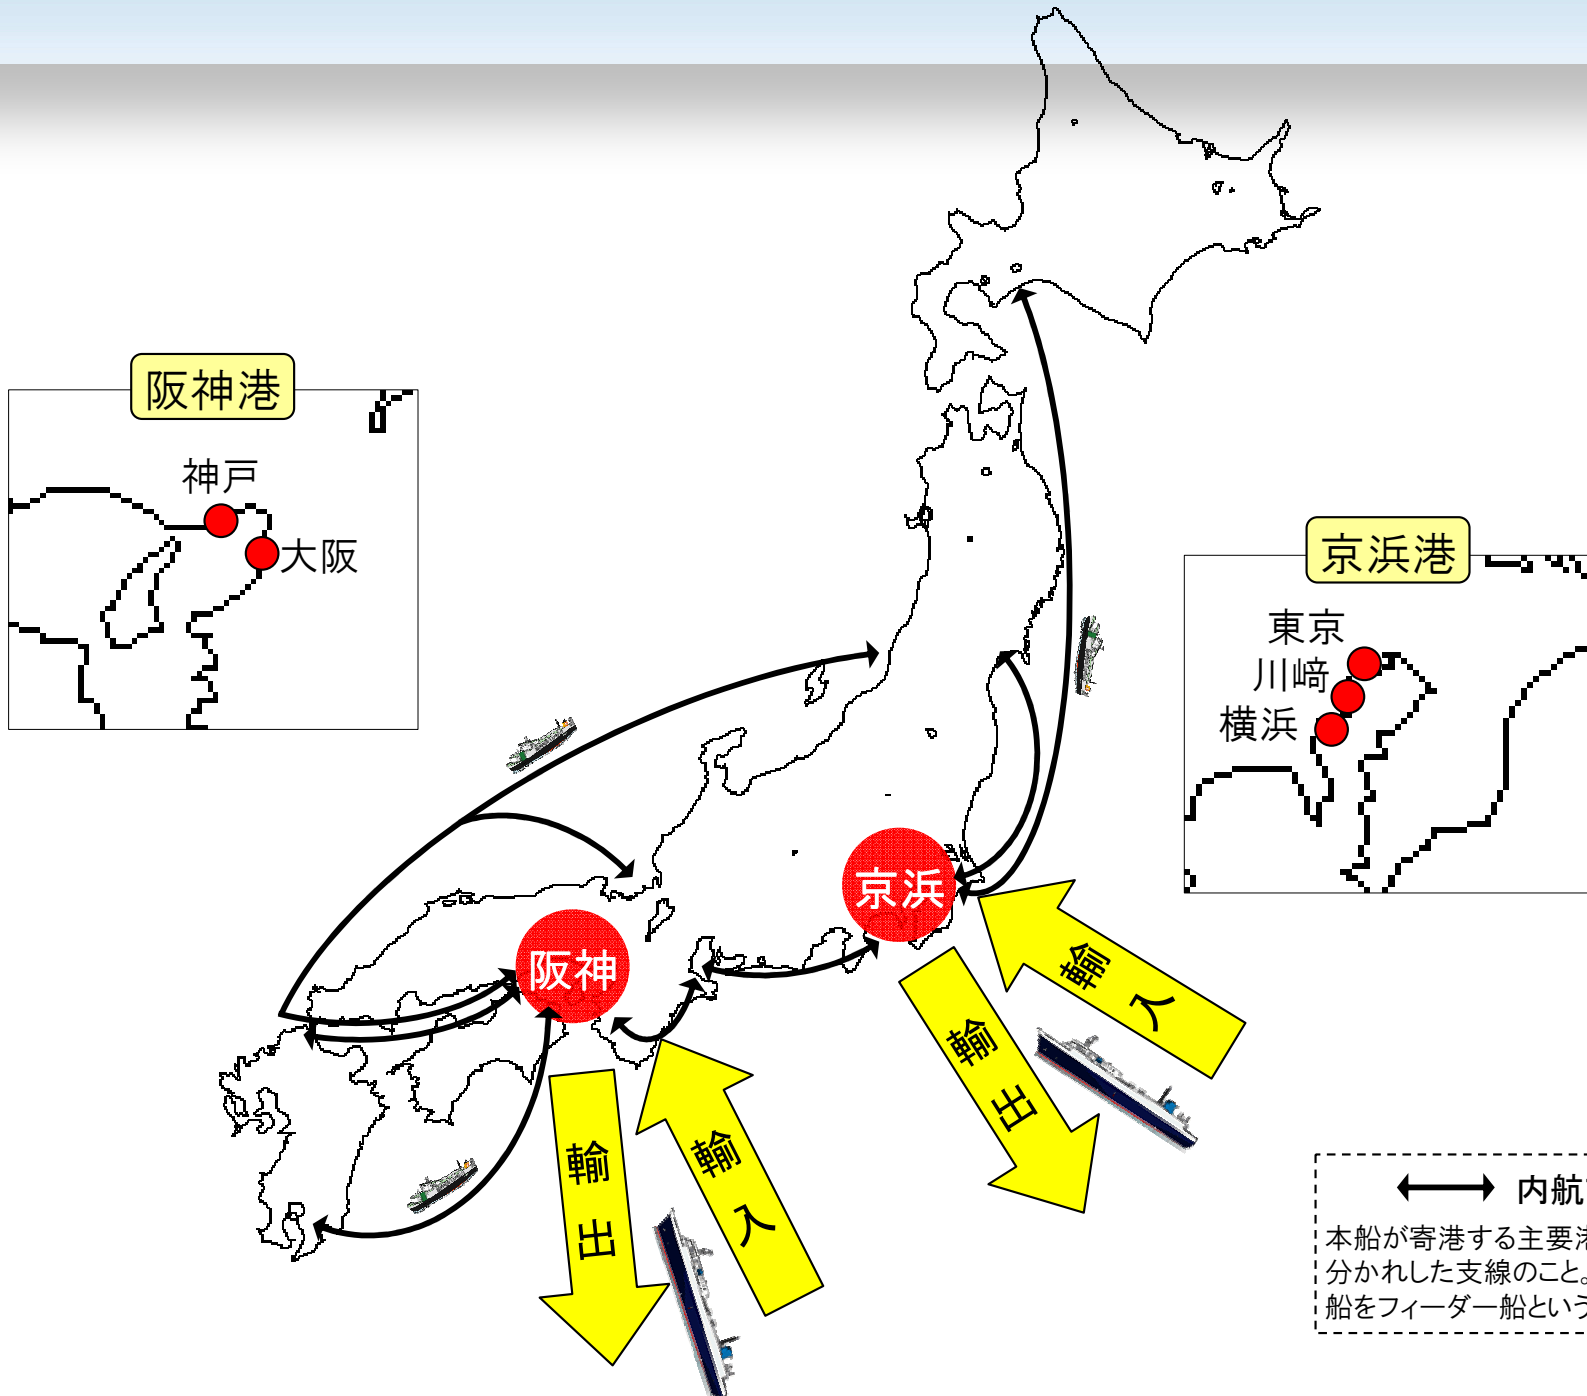 阪神港
神戸
大阪
京浜港
東京
川﨑
横浜
京浜
阪神
輸入
輸出
輸出
輸入
内航
本船が寄港する主要港
分かれした支線のこと。
船をフィーダー船という